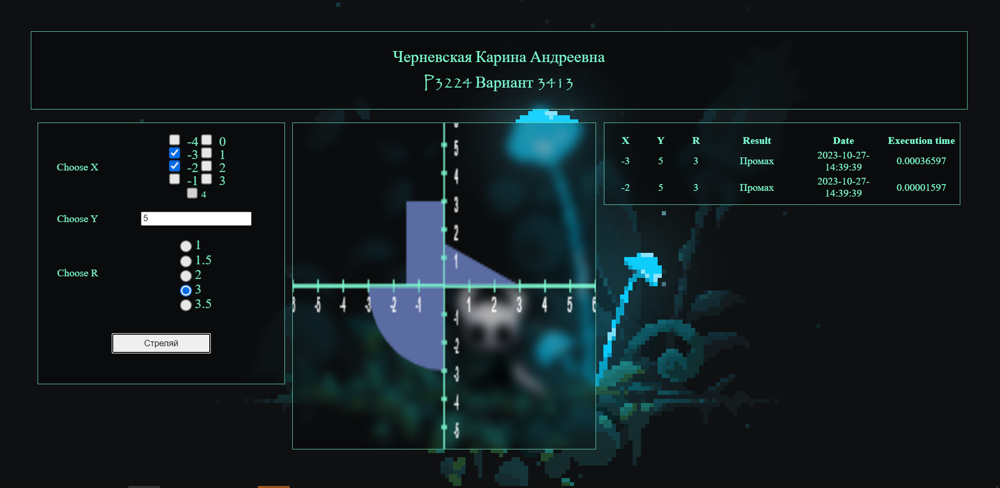 Черневская Карина Андреевна
P3224 Вариант 3413
Choose X
-4 0
-3 1
-2 2
-1 3
4
Choose Y
5
Choose R
1
1.5
2
3
3.5
Стреляй
5
4
3
2
1
-5 -4 -3 -2 -1 1 2 3 4 5 6
-1
-2
-3
-4
-5
X Y R Result Date Execution time
-3 5 3 Промах 2023-10-27-
14:39:39 0.00036597
-2 5 3 Промах 2023-10-27-
14:39:39 0.00001597